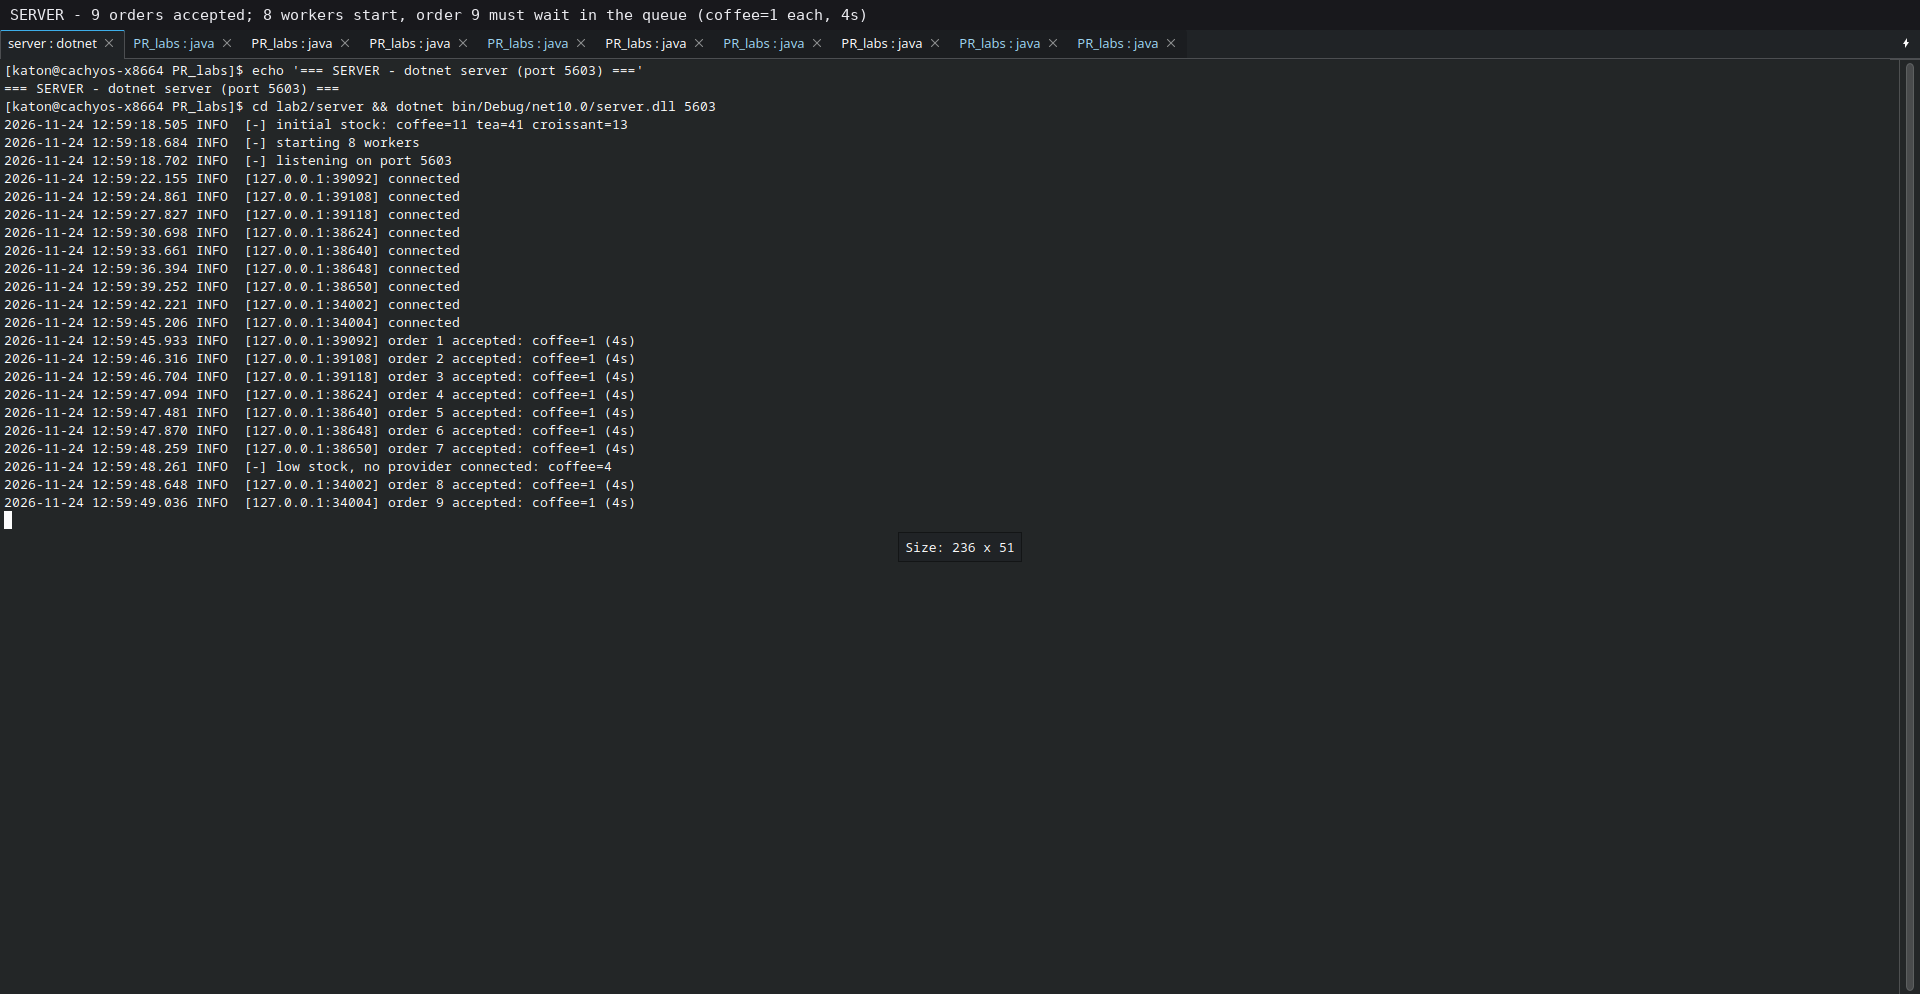 SERVER - 9 orders accepted; 8 workers start, order 9 must wait in the queue (coffee=1 each, 4s)
server : dotnet PR_labs : java PR_labs : java PR_labs : java PR_labs : java PR_labs : java PR_labs : java PR_labs : java PR_labs : java PR_labs : java
[katon@cachyos-x8664 PR_labs]$ echo '=== SERVER - dotnet server (port 5603) ==='
=== SERVER - dotnet server (port 5603) ===
[katon@cachyos-x8664 PR_labs]$ cd lab2/server && dotnet bin/Debug/net10.0/server.dll 5603
2026-11-24 12:59:18.505 INFO  [-] initial stock: coffee=11 tea=41 croissant=13
2026-11-24 12:59:18.684 INFO  [-] starting 8 workers
2026-11-24 12:59:18.702 INFO  [-] listening on port 5603
2026-11-24 12:59:22.155 INFO  [127.0.0.1:39092] connected
2026-11-24 12:59:24.861 INFO  [127.0.0.1:39108] connected
2026-11-24 12:59:27.827 INFO  [127.0.0.1:39118] connected
2026-11-24 12:59:30.698 INFO  [127.0.0.1:38624] connected
2026-11-24 12:59:33.661 INFO  [127.0.0.1:38640] connected
2026-11-24 12:59:36.394 INFO  [127.0.0.1:38648] connected
2026-11-24 12:59:39.252 INFO  [127.0.0.1:38650] connected
2026-11-24 12:59:42.221 INFO  [127.0.0.1:34002] connected
2026-11-24 12:59:45.206 INFO  [127.0.0.1:34004] connected
2026-11-24 12:59:45.933 INFO  [127.0.0.1:39092] order 1 accepted: coffee=1 (4s)
2026-11-24 12:59:46.316 INFO  [127.0.0.1:39108] order 2 accepted: coffee=1 (4s)
2026-11-24 12:59:46.704 INFO  [127.0.0.1:39118] order 3 accepted: coffee=1 (4s)
2026-11-24 12:59:47.094 INFO  [127.0.0.1:38624] order 4 accepted: coffee=1 (4s)
2026-11-24 12:59:47.481 INFO  [127.0.0.1:38640] order 5 accepted: coffee=1 (4s)
2026-11-24 12:59:47.870 INFO  [127.0.0.1:38648] order 6 accepted: coffee=1 (4s)
2026-11-24 12:59:48.259 INFO  [127.0.0.1:38650] order 7 accepted: coffee=1 (4s)
2026-11-24 12:59:48.261 INFO  [-] low stock, no provider connected: coffee=4
2026-11-24 12:59:48.648 INFO  [127.0.0.1:34002] order 8 accepted: coffee=1 (4s)
2026-11-24 12:59:49.036 INFO  [127.0.0.1:34004] order 9 accepted: coffee=1 (4s)
Size: 236 x 51